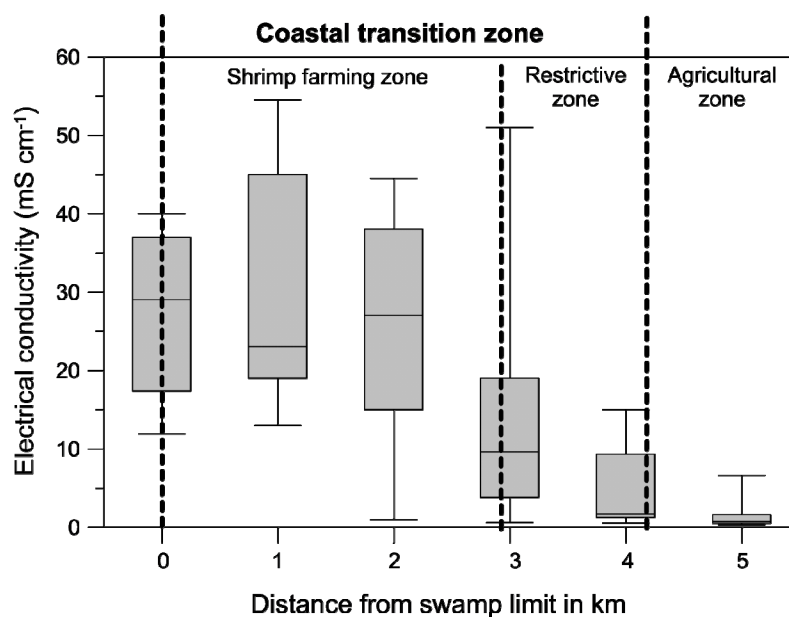 Coastal transition zone
60
50
40
30
20
10
0
Electrical conductivity (mS cm⁻¹)
Shrimp farming zone
Restrictive
zone
Agricultural
zone
0 1 2 3 4 5
Distance from swamp limit in km